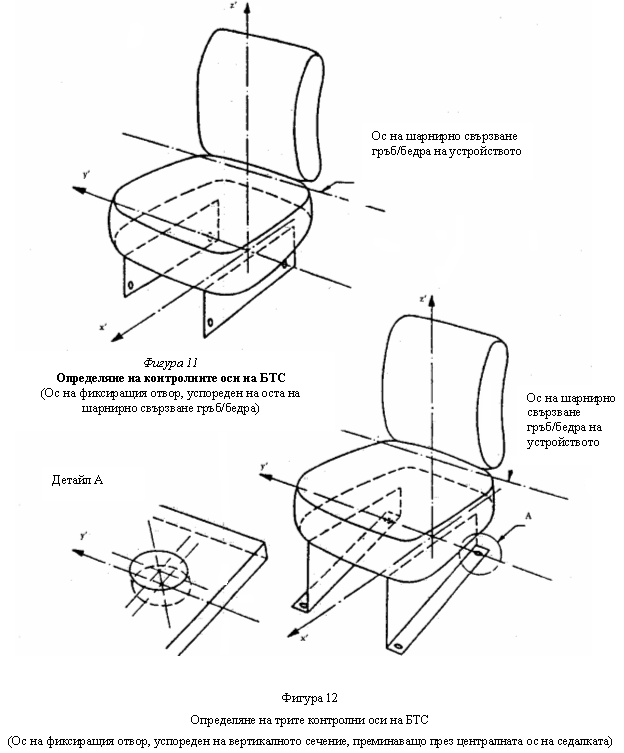 z'
Ос на шарнирно свързване
гръб/бедра на устройството
y'
x'
Фигура 11
Определяне на контролните оси на БТС
(Ос на фиксиращия отвор, успореден на оста на
шарнирно свързване гръб/бедра)
z'
Ос на шарнирно
свързване
гръб/бедра на
устройството
Детайл А
y'
y'
A
x'
Фигура 12
Определяне на трите контролни оси на БТС
(Ос на фиксиращия отвор, успореден на вертикалното сечение, преминаващо през централната ос на седалката)